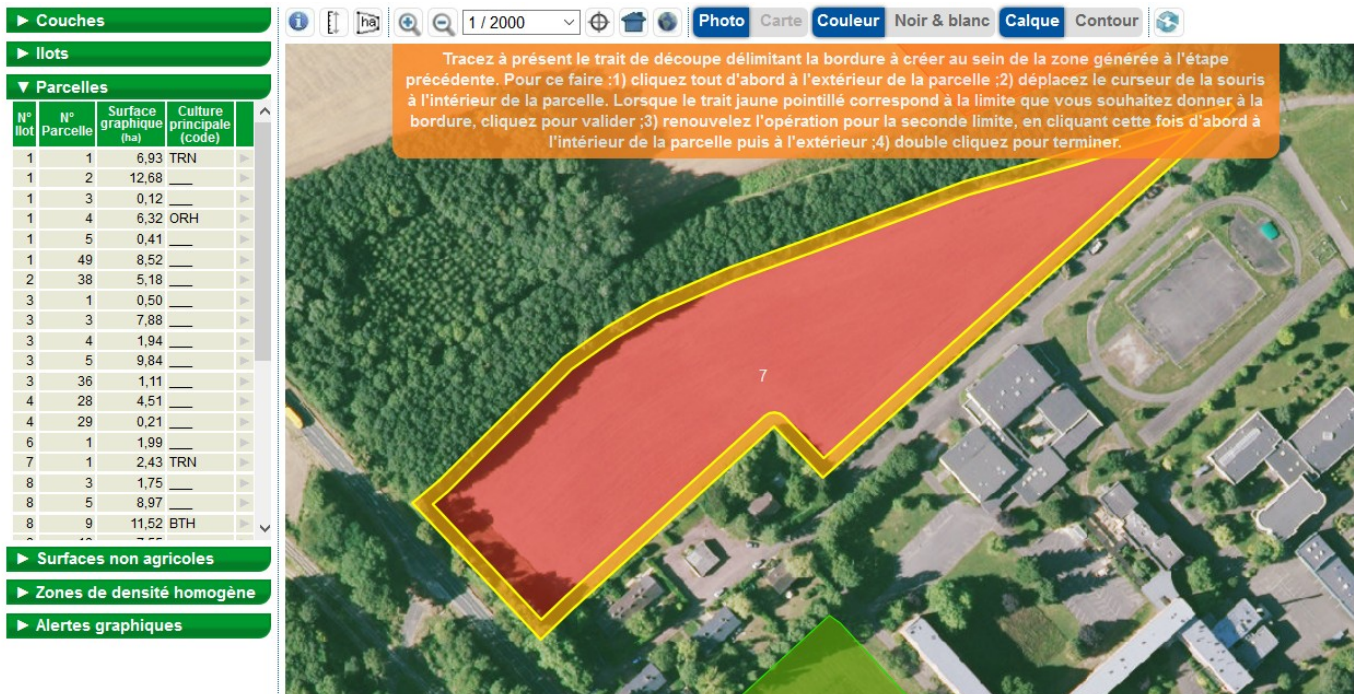 ► Couches
► Ilots
▼ Parcelles
N° Ilot N° Parcelle Surface graphique (ha) Culture principale (code)
1 1 6,93 TRN
1 2 12,68 ___
1 3 0,12 ___
1 4 6,32 ORH
1 5 0,41 ___
1 49 8,52 ___
2 38 5,18 ___
3 1 0,50 ___
3 3 7,88 ___
3 4 1,94 ___
3 5 9,84 ___
3 36 1,11 ___
4 28 4,51 ___
4 29 0,21 ___
6 1 1,99 ___
7 1 2,43 TRN
8 3 1,75 ___
8 5 8,97 ___
8 9 11,52 BTH
► Surfaces non agricoles
► Zones de densité homogène
► Alertes graphiques
ha 1 / 2000 Photo Carte Couleur Noir & blanc Calque Contour
Tracez à présent le trait de découpe délimitant la bordure à créer au sein de la zone générée à l'étape
précédente. Pour ce faire :1) cliquez tout d'abord à l'extérieur de la parcelle ;2) déplacez le curseur de la souris
à l'intérieur de la parcelle. Lorsque le trait jaune pointillé correspond à la limite que vous souhaitez donner à la
bordure, cliquez pour valider ;3) renouvelez l'opération pour la seconde limite, en cliquant cette fois d'abord à
l'intérieur de la parcelle puis à l'extérieur ;4) double cliquez pour terminer.
7